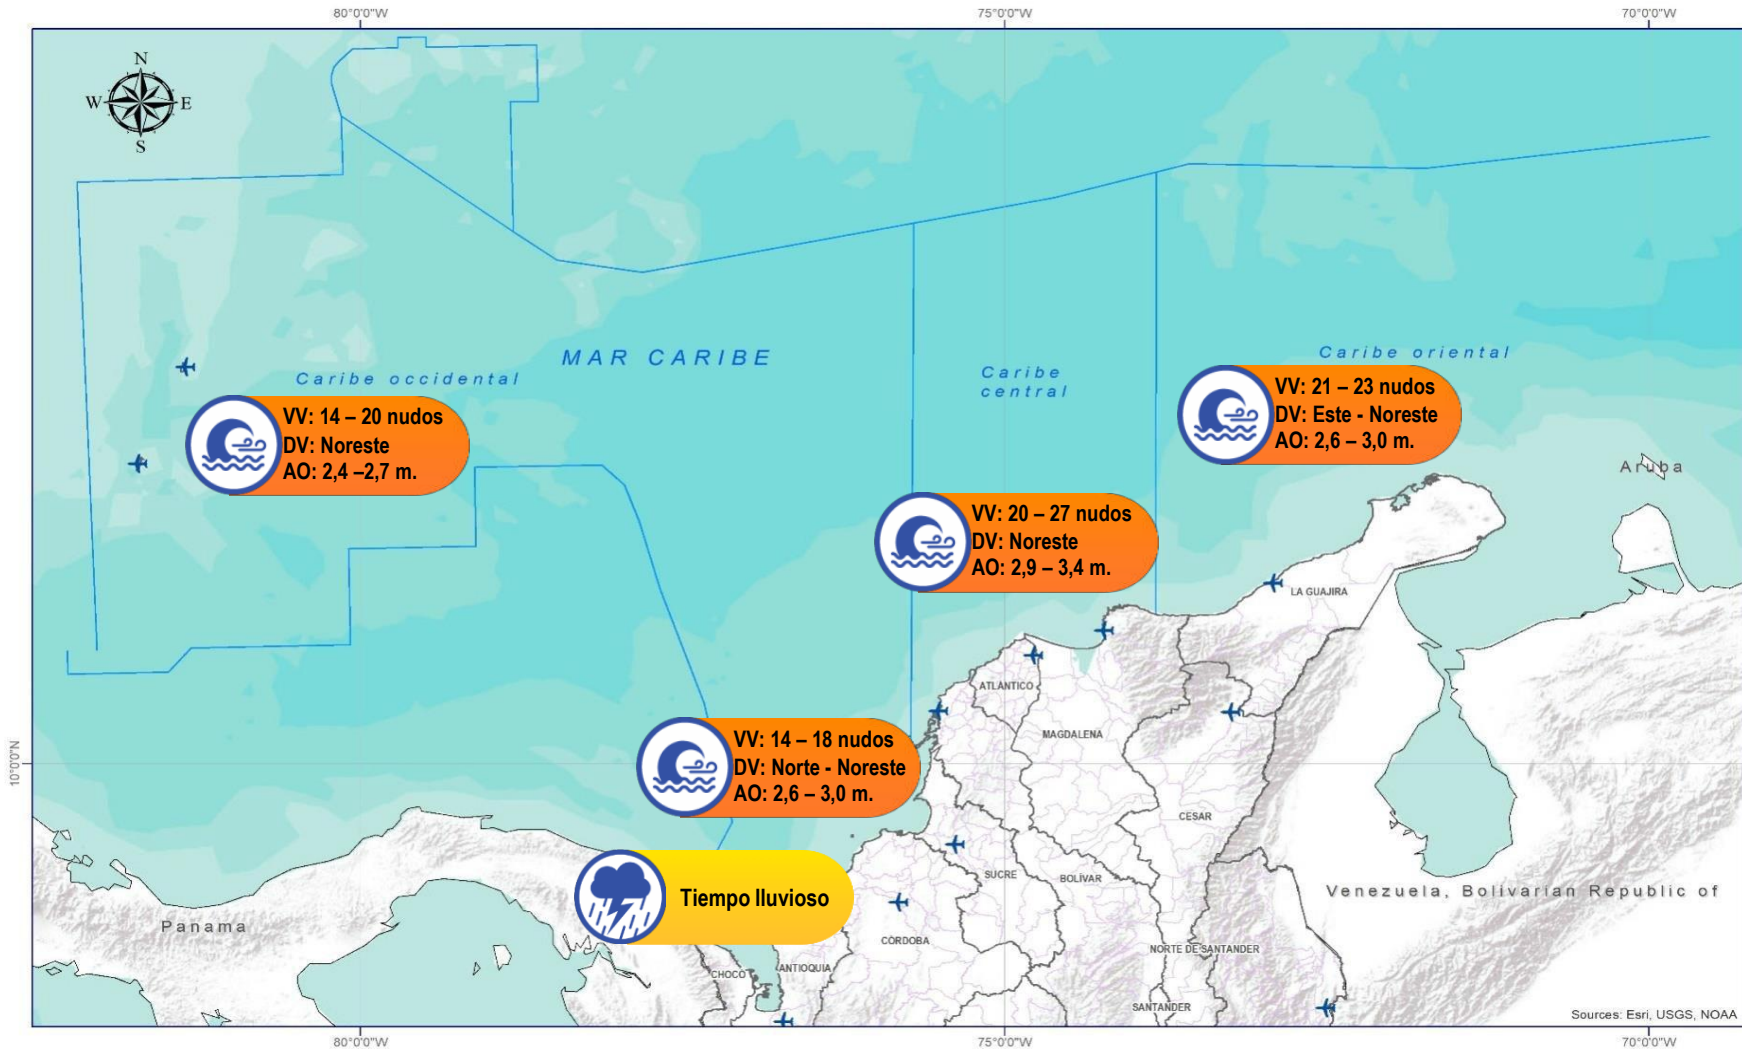 80°0'0"W
75°0'0"W
70°0'0"W
N
W
E
S
MAR CARIBE
Caribe occidental
Caribe
central
Caribe oriental
VV: 14 – 20 nudos
DV: Noreste
AO: 2,4 –2,7 m.
VV: 21 – 23 nudos
DV: Este - Noreste
AO: 2,6 – 3,0 m.
Aruba
VV: 20 – 27 nudos
DV: Noreste
AO: 2,9 – 3,4 m.
LA GUAJIRA
ATLÁNTICO
MAGDALENA
10°0'0"N
VV: 14 – 18 nudos
DV: Norte - Noreste
AO: 2,6 – 3,0 m.
CESAR
SUCRE
BOLÍVAR
Tiempo lluvioso
Venezuela, Bolivarian Republic of
Panama
CÓRDOBA
NORTE DE SANTANDER
CHOCÓ
ANTIOQUIA
SANTANDER
Sources: Esri, USGS, NOAA
80°0'0"W
75°0'0"W
70°0'0"W